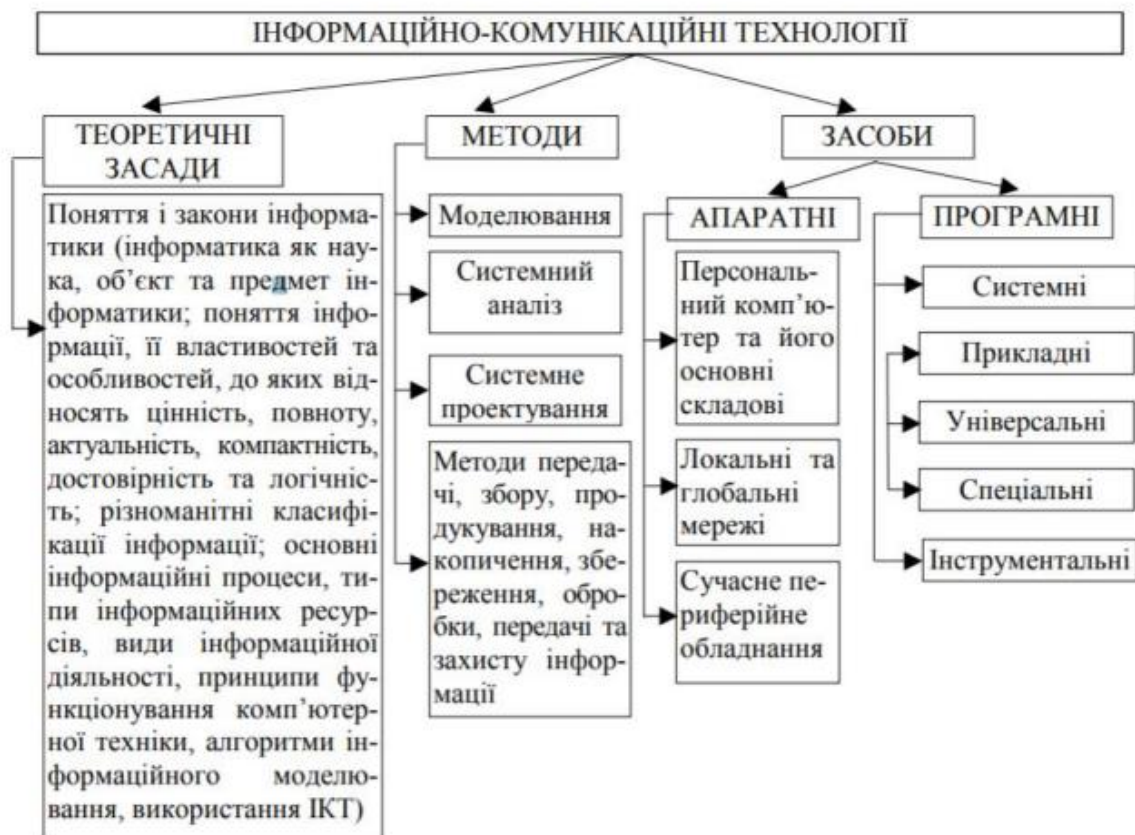 ІНФОРМАЦІЙНО-КОМУНІКАЦІЙНІ ТЕХНОЛОГІЇ
ТЕОРЕТИЧНІ
ЗАСАДИ
Поняття і закони інформа-
тики (інформатика як нау-
ка, об’єкт та предмет ін-
форматики; поняття інфо-
рмації, її властивостей та
особливостей, до яких від-
носять цінність, повноту,
актуальність, компактність,
достовірність та логічніс-
ть; різноманітні класифі-
кації інформації; основні
інформаційні процеси, ти-
пи інформаційних ресур-
сів, види інформаційної
діяльності, принципи фу-
нкціонування комп’ютер-
ної техніки, алгоритми ін-
формаційного моделю-
вання, використання ІКТ)
МЕТОДИ
Моделювання
Системний
аналіз
Системне
проектування
Методи переда-
чі, збору, про-
дукування, на-
копичення, збе-
реження, обро-
бки, передачі та
захисту інфор-
мації
ЗАСОБИ
АПАРАТНІ
Персональ-
ний комп’ю-
тер та його
основні
складові
Локальні та
глобальні
мережі
Сучасне пе-
риферійне
обладнання
ПРОГРАМНІ
Системні
Прикладні
Універсальні
Спеціальні
Інструментальні